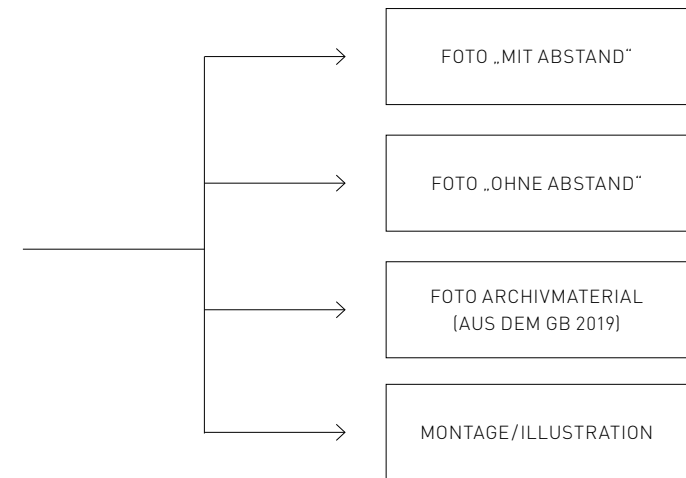 FOTO „MIT ABSTAND“
FOTO „OHNE ABSTAND“
FOTO ARCHIVMATERIAL
(AUS DEM GB 2019)
MONTAGE/ILLUSTRATION